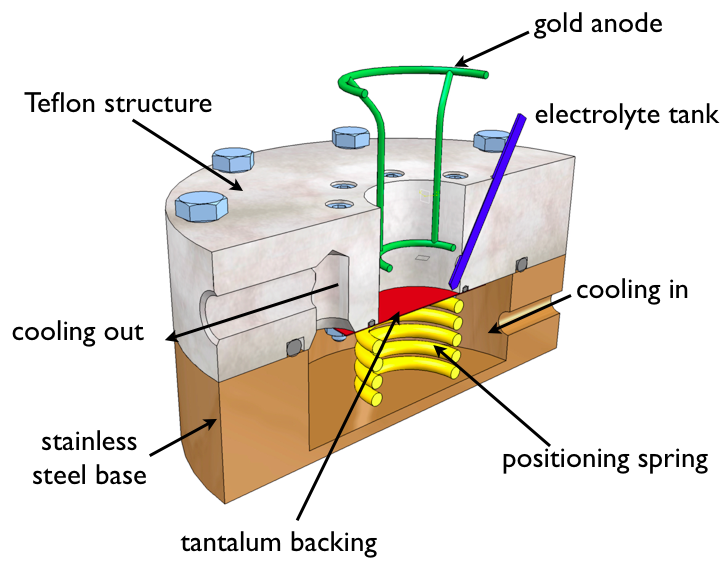 gold anode
Teflon structure
electrolyte tank
cooling in
cooling out
stainless
steel base
positioning spring
tantalum backing